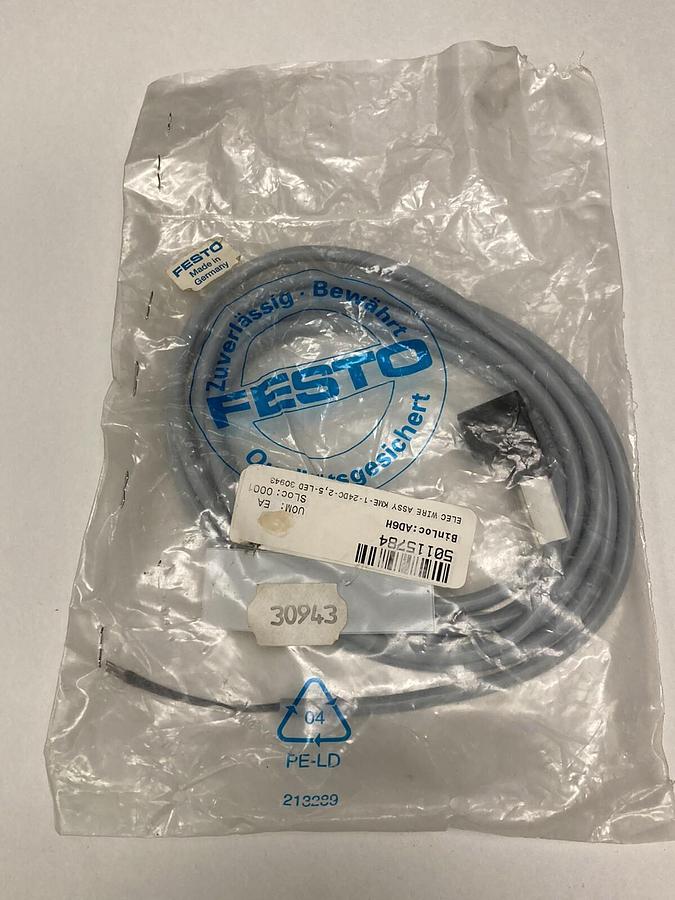 FESTO
Made in
Germany
Zuverlässig · Bewährt
FESTO
Qualitätsgesichert
50115784
BinLoc:AD6H
ELEC WIRE ASSY KME-1-24DC-2,5-LED 30943
SLoc: 0001
UOM: EA
30943
04
PE-LD
213289